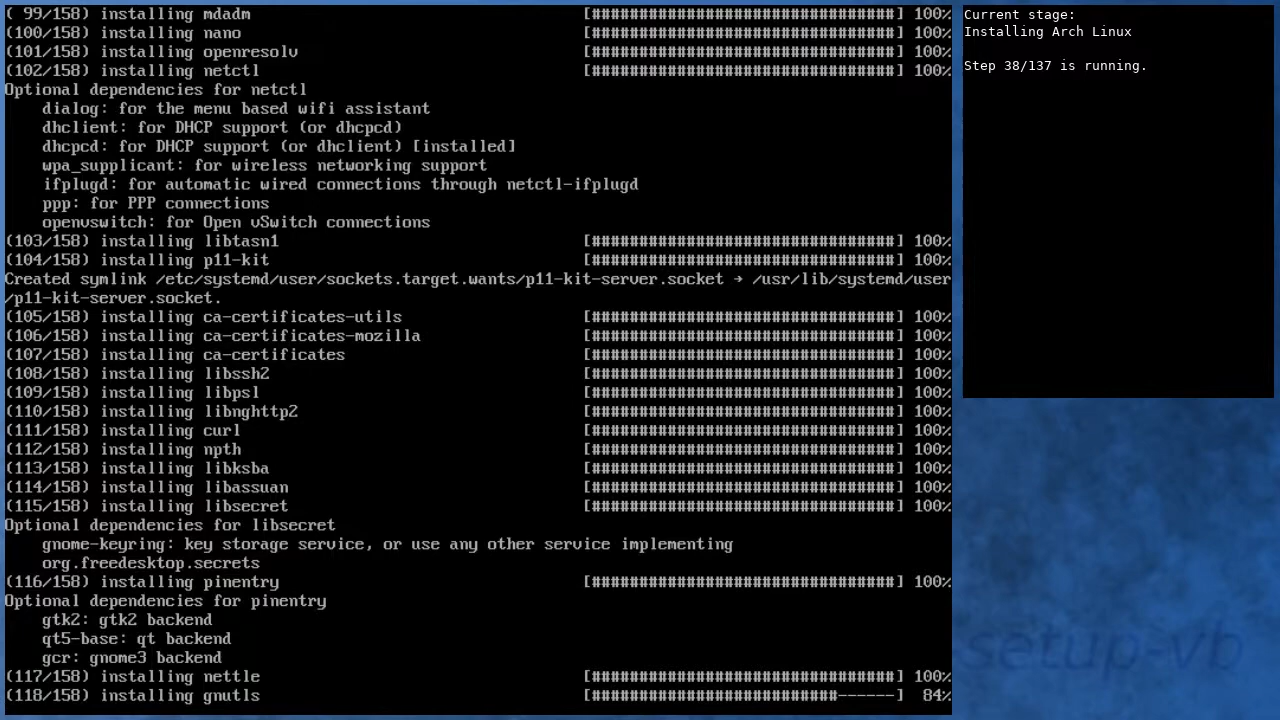 ( 99/158) installing mdadm [################################] 100%
(100/158) installing nano [################################] 100%
(101/158) installing openresolv [################################] 100%
(102/158) installing netctl [################################] 100%
Optional dependencies for netctl
    dialog: for the menu based wifi assistant
    dhclient: for DHCP support (or dhcpcd)
    dhcpcd: for DHCP support (or dhclient) [installed]
    wpa_supplicant: for wireless networking support
    ifplugd: for automatic wired connections through netctl-ifplugd
    ppp: for PPP connections
    openvswitch: for Open vSwitch connections
(103/158) installing libtasn1 [################################] 100%
(104/158) installing p11-kit [################################] 100%
Created symlink /etc/systemd/user/sockets.target.wants/p11-kit-server.socket → /usr/lib/systemd/user
/p11-kit-server.socket.
(105/158) installing ca-certificates-utils [################################] 100%
(106/158) installing ca-certificates-mozilla [################################] 100%
(107/158) installing ca-certificates [################################] 100%
(108/158) installing libssh2 [################################] 100%
(109/158) installing libpsl [################################] 100%
(110/158) installing libnghttp2 [################################] 100%
(111/158) installing curl [################################] 100%
(112/158) installing npth [################################] 100%
(113/158) installing libksba [################################] 100%
(114/158) installing libassuan [################################] 100%
(115/158) installing libsecret [################################] 100%
Optional dependencies for libsecret
    gnome-keyring: key storage service, or use any other service implementing
    org.freedesktop.secrets
(116/158) installing pinentry [################################] 100%
Optional dependencies for pinentry
    gtk2: gtk2 backend
    qt5-base: qt backend
    gcr: gnome3 backend
(117/158) installing nettle [################################] 100%
(118/158) installing gnutls [##########################------] 84%
Current stage:
Installing Arch Linux
Step 38/137 is running.
setup-vb